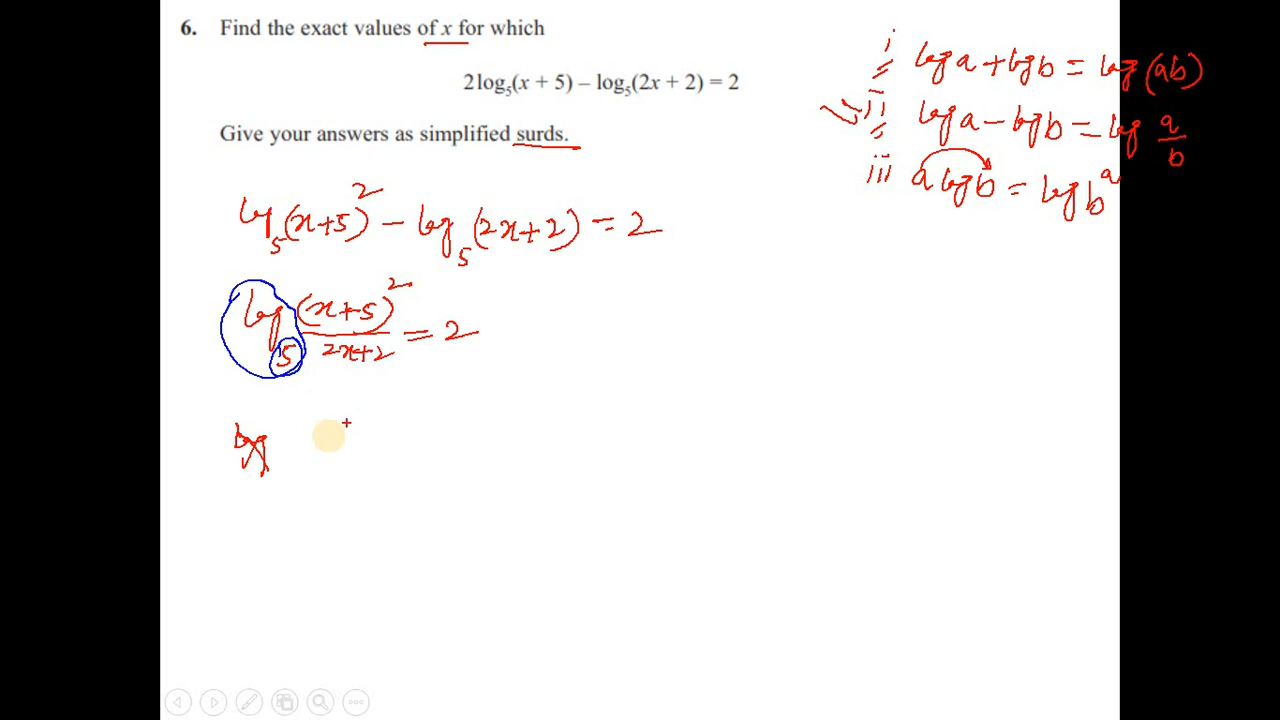 6. Find the exact values of x for which
2log₅(x + 5) – log₅(2x + 2) = 2
Give your answers as simplified surds.
i log a + log b = log (ab)
ii log a – log b = log a/b
iii a log b = log bᵃ
log₅ (x+5)² – log₅ (2x+2) = 2
log₅ (x+5)²/2x+2 = 2
log